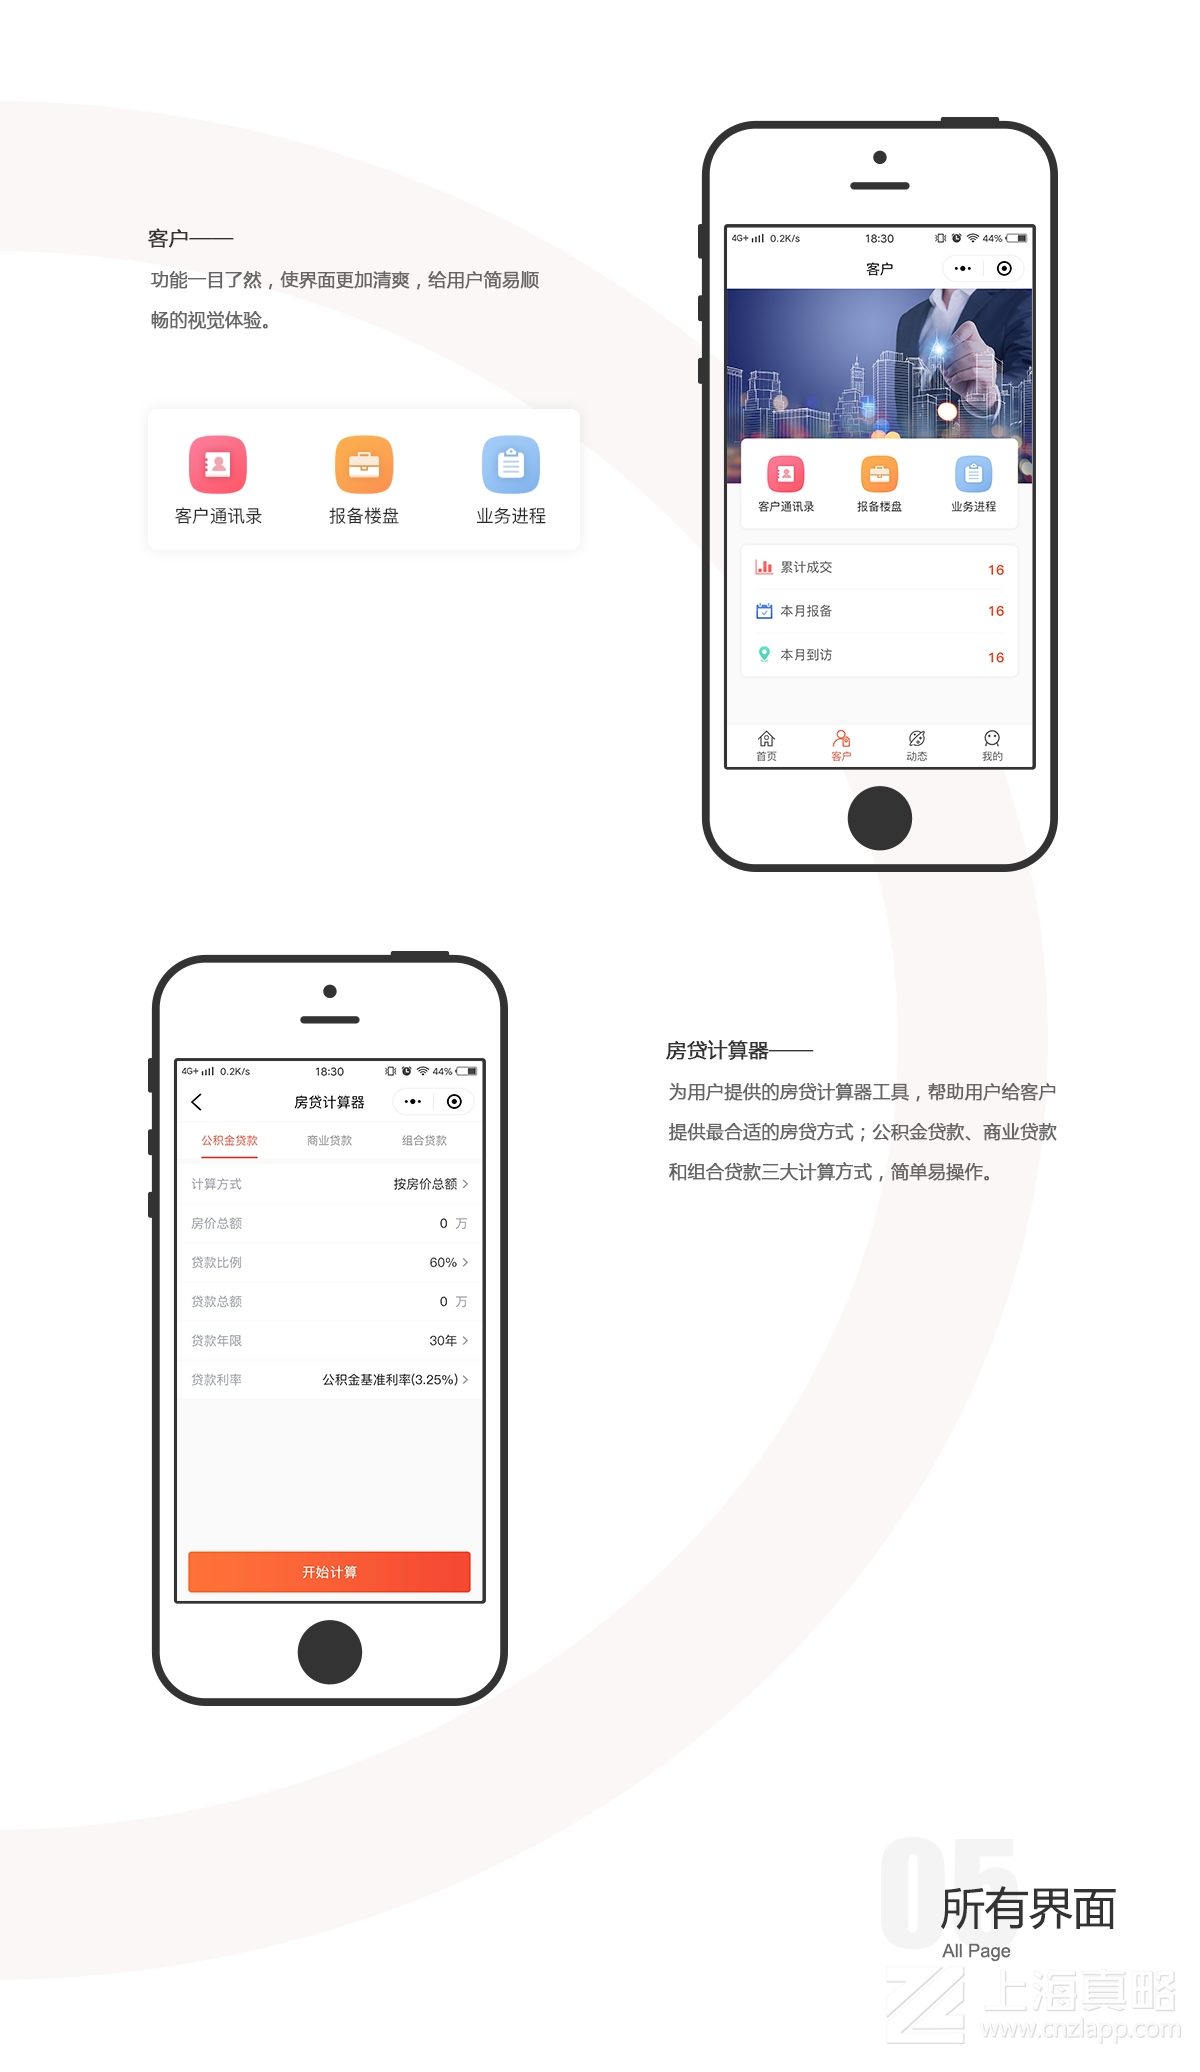 客户——
功能一目了然，使界面更加清爽，给用户简易顺
畅的视觉体验。
客户通讯录
报备楼盘
业务进程
4G+ 0.2K/s
18:30
44%
客户
客户通讯录
报备楼盘
业务进程
累计成交
16
本月报备
16
本月到访
16
首页
客户
动态
我的
4G+ 0.2K/s
18:30
44%
房贷计算器
公积金贷款
商业贷款
组合贷款
计算方式
按房价总额
房价总额
0 万
贷款比例
60%
贷款总额
0 万
贷款年限
30年
贷款利率
公积金基准利率(3.25%)
开始计算
房贷计算器——
为用户提供的房贷计算器工具，帮助用户给客户
提供最合适的房贷方式；公积金贷款、商业贷款
和组合贷款三大计算方式，简单易操作。
05
所有界面
All Page
上海真略
www.cnzlapp.com